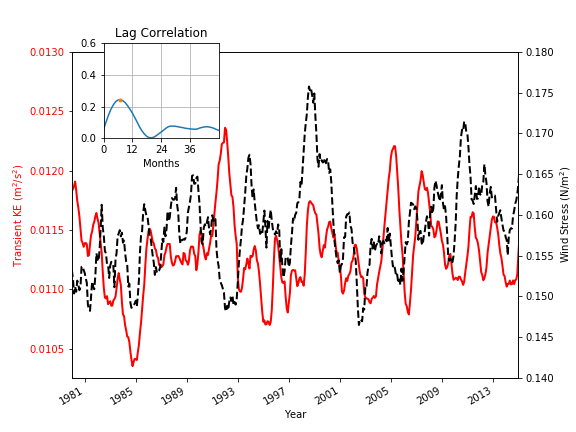 Lag Correlation
0.6
0.4
0.2
0.0
0 12 24 36
Months
0.0130
0.0125
0.0120
0.0115
0.0110
0.0105
Transient KE (m²/s²)
0.180
0.175
0.170
0.165
0.160
0.155
0.150
0.145
0.140
Wind Stress (N/m²)
1981 1985 1989 1993 1997 2001 2005 2009 2013
Year